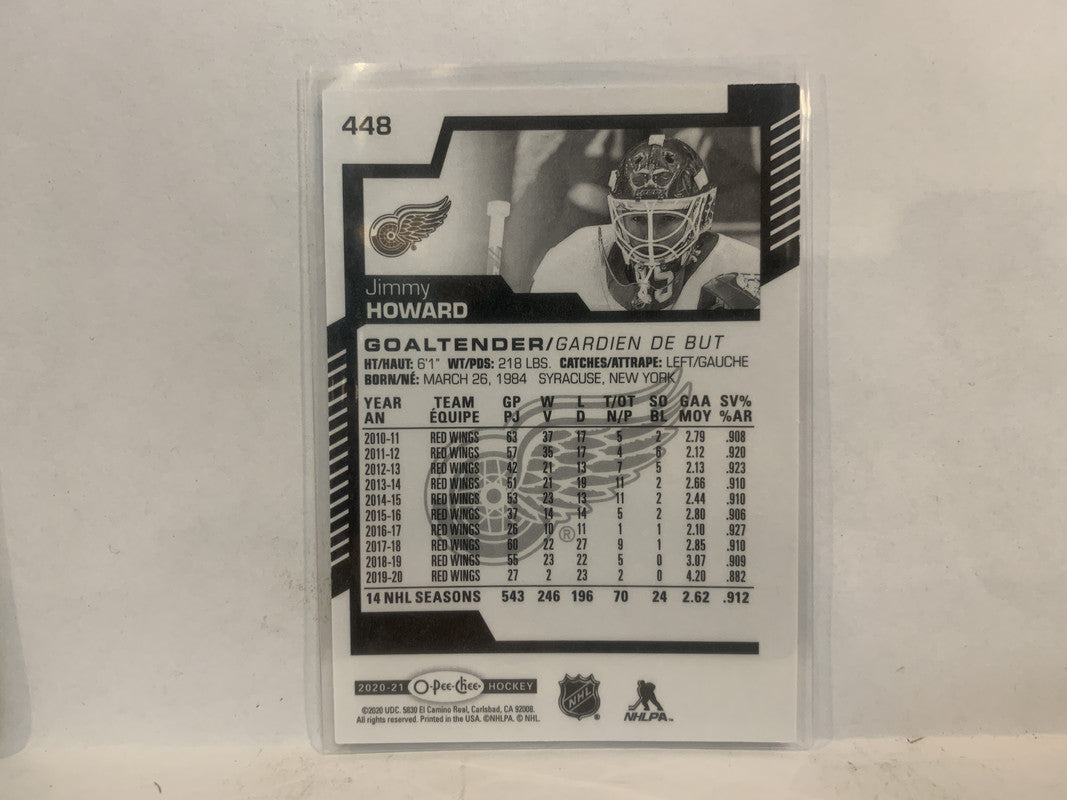 448
Jimmy
HOWARD
GOALTENDER/GARDIEN DE BUT
HT/HAUT: 6'1" WT/PDS: 218 LBS. CATCHES/ATTRAPE: LEFT/GAUCHE
BORN/NÉ: MARCH 26, 1984 SYRACUSE, NEW YORK
YEAR TEAM GP W L T/OT SO GAA SV%
AN ÉQUIPE PJ V D N/P BL MOY %AR
2010-11 RED WINGS 63 37 17 5 2 2.79 .908
2011-12 RED WINGS 57 35 17 4 6 2.12 .920
2012-13 RED WINGS 42 21 13 7 5 2.13 .923
2013-14 RED WINGS 51 21 19 11 2 2.66 .910
2014-15 RED WINGS 53 23 13 11 2 2.44 .910
2015-16 RED WINGS 37 14 14 5 2 2.80 .906
2016-17 RED WINGS 26 10 11 1 1 2.10 .927
2017-18 RED WINGS 60 22 27 9 1 2.85 .910
2018-19 RED WINGS 55 23 22 5 0 3.07 .909
2019-20 RED WINGS 27 2 23 2 0 4.20 .882
14 NHL SEASONS 543 246 196 70 24 2.62 .912
®
2020-21 O-Pee-Chee HOCKEY
©2020 UDC. 5830 El Camino Real, Carlsbad, CA 92008.
All rights reserved. Printed in the USA. ©NHLPA. © NHL.
NHL ®
NHLPA™